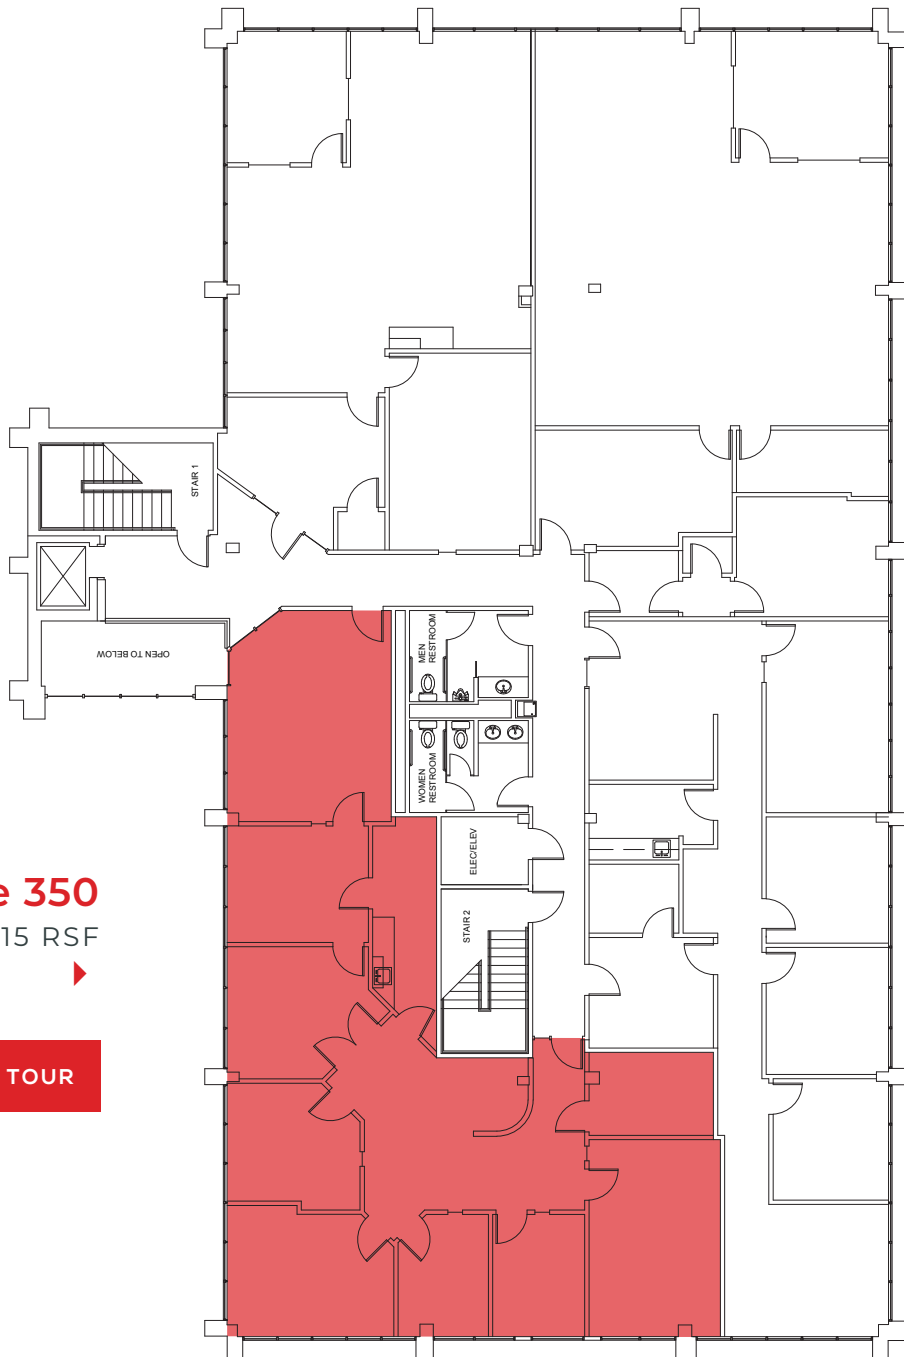 STAIR 1
OPEN TO BELOW
MEN
RESTROOM
WOMEN
RESTROOM
ELEC/ELEV
STAIR 2
e 350
15 RSF
TOUR